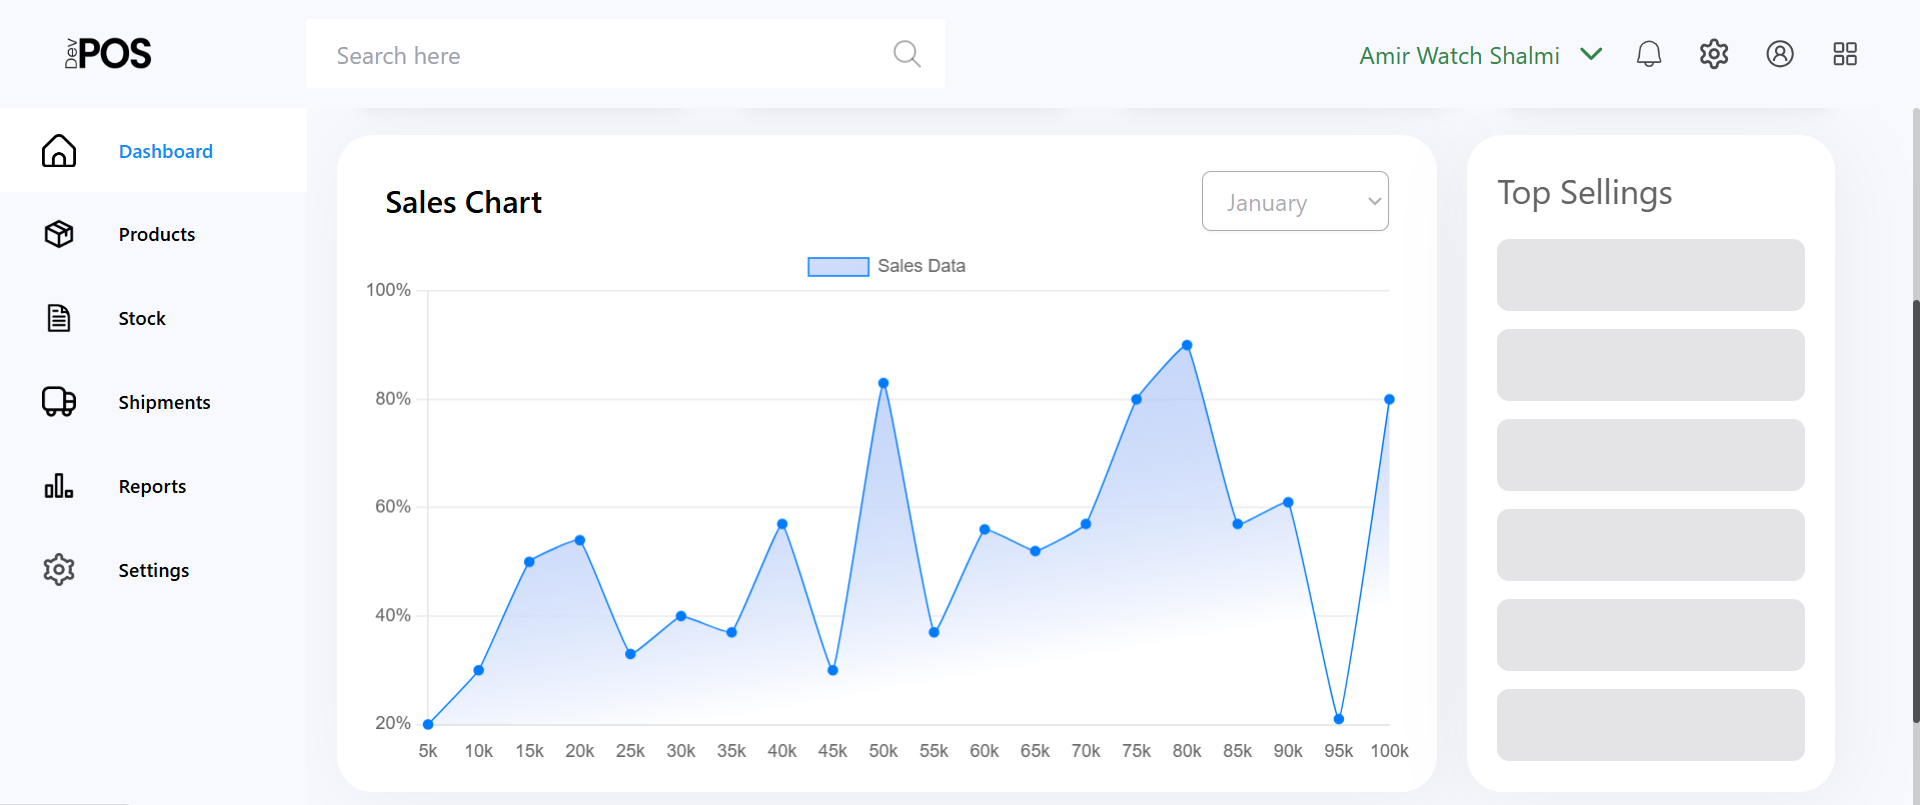 Dev POS
Search here
Amir Watch Shalmi
Dashboard
Products
Stock
Shipments
Reports
Settings
Sales Chart
January
Sales Data
100%
80%
60%
40%
20%
5k 10k 15k 20k 25k 30k 35k 40k 45k 50k 55k 60k 65k 70k 75k 80k 85k 90k 95k 100k
Top Sellings